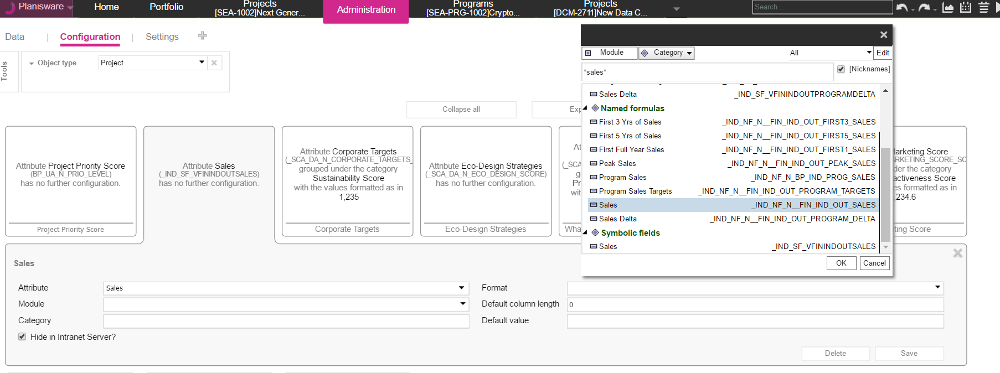 Planisware
Home
Portfolio
Projects
[SEA-1002]Next Gener...
Administration
Programs
[SEA-PRG-1002]Crypto...
Projects
[DCM-2711]New Data C...
Search...
Data
Configuration
Settings
Tools
Object type
Project
Collapse all
Exp
Module
Category
All
Edit
*sales*
[Nicknames]
Sales Delta _IND_SF_VFININDOUTPROGRAMDELTA
Named formulas
First 3 Yrs of Sales _IND_NF_N__FIN_IND_OUT_FIRST3_SALES
First 5 Yrs of Sales _IND_NF_N__FIN_IND_OUT_FIRST5_SALES
First Full Year Sales _IND_NF_N__FIN_IND_OUT_FIRST1_SALES
Peak Sales _IND_NF_N__FIN_IND_OUT_PEAK_SALES
Program Sales _IND_NF_N_BP_IND_PROG_SALES
Program Sales Targets _IND_NF_N__FIN_IND_OUT_PROGRAM_TARGETS
Sales _IND_NF_N__FIN_IND_OUT_SALES
Sales Delta _IND_NF_N__FIN_IND_OUT_PROGRAM_DELTA
Symbolic fields
Sales _IND_SF_VFININDOUTSALES
OK
Cancel
Attribute Project Priority Score
(BP_UA_N_PRIO_LEVEL)
has no further configuration.
Project Priority Score
Attribute Sales
(_IND_SF_VFININDOUTSALES)
has no further configuration.
Attribute Corporate Targets
(_SCA_DA_N_CORPORATE_TARGETS_
grouped under the category
Sustainability Score
with the values formatted as in
1,235
Corporate Targets
Attribute Eco-Design Strategies
(_SCA_DA_N_ECO_DESIGN_SCORE)
has no further configuration.
Eco-Design Strategies
At
(_SCA
g
Pr
wit
Wha
arketing Score
ARKETING_SCORE_SC
der the category
activeness Score
es formatted as in
,234.6
ting Score
Sales
Attribute
Sales
Module
Category
Hide in Intranet Server?
Format
Default column length
0
Default value
Delete
Save